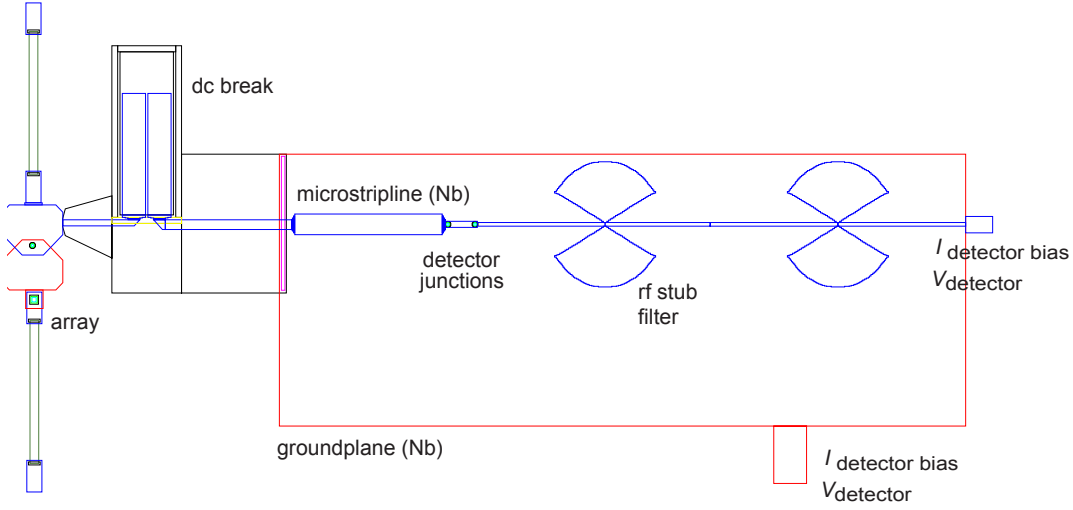 dc break
microstripline (Nb)
detector
junctions
rf stub
filter
I detector bias
Vdetector
array
groundplane (Nb)
I detector bias
Vdetector